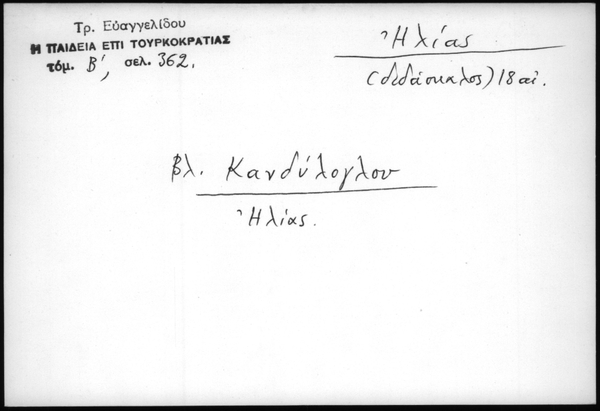 Τρ. Εὐαγγελίδου
Η ΠΑΙΔΕΙΑ ΕΠΙ ΤΟΥΡΚΟΚΡΑΤΙΑΣ
τόμ. Β', σελ. 362.
Ἠλίας
(διδάσκαλος) 18 αἰ.
βλ. Κανδύλογλου
Ἠλίας.